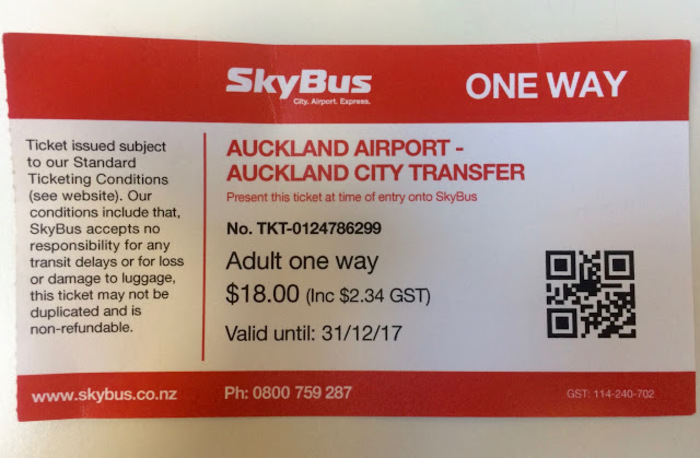 SkyBus
City. Airport. Express.
ONE WAY
Ticket issued subject
to our Standard
Ticketing Conditions
(see website). Our
conditions include that,
SkyBus accepts no
responsibility for any
transit delays or for loss
or damage to luggage,
this ticket may not be
duplicated and is
non-refundable.
AUCKLAND AIRPORT -
AUCKLAND CITY TRANSFER
Present this ticket at time of entry onto SkyBus
No. TKT-0124786299
Adult one way
$18.00 (Inc $2.34 GST)
Valid until: 31/12/17
www.skybus.co.nz
Ph: 0800 759 287
GST: 114-240-702